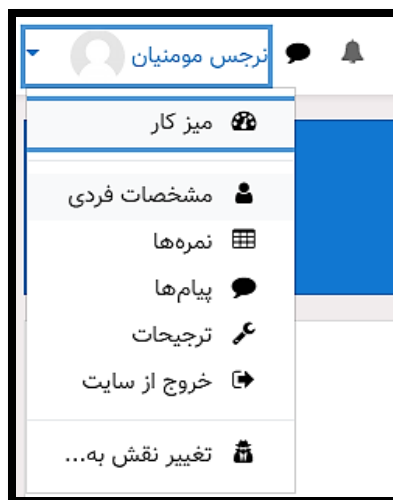 نرجس مومنیان
میز کار
مشخصات فردی
نمره‌ها
پیام‌ها
ترجیحات
خروج از سایت
تغییر نقش به...